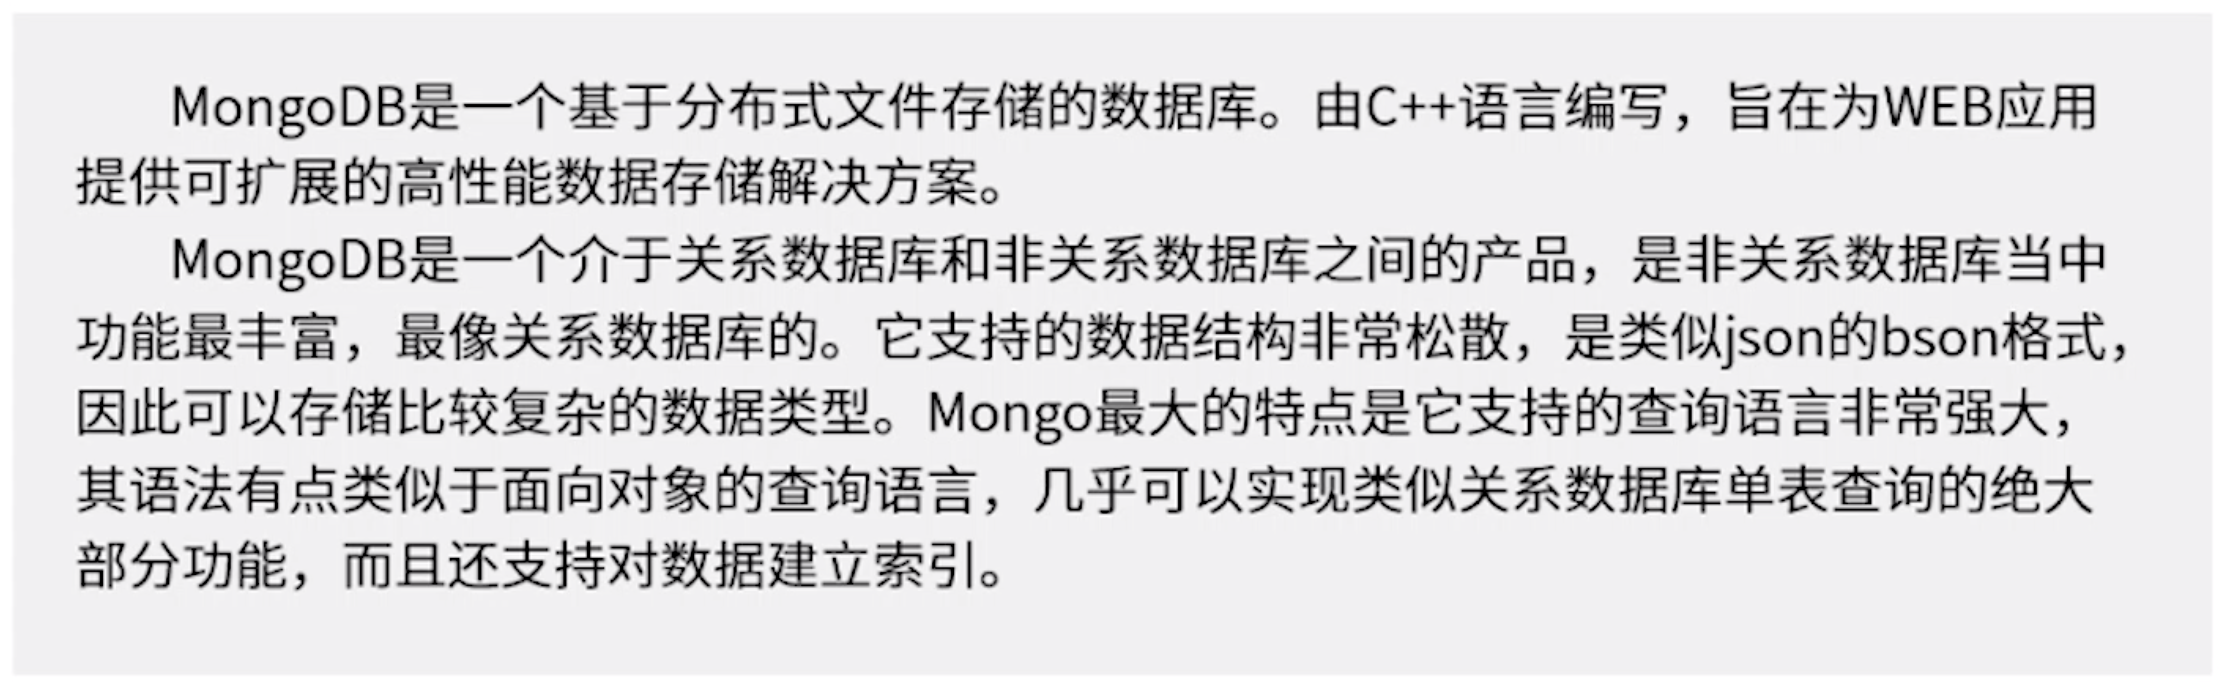 MongoDB是一个基于分布式文件存储的数据库。由C++语言编写，旨在为WEB应用
提供可扩展的高性能数据存储解决方案。
MongoDB是一个介于关系数据库和非关系数据库之间的产品，是非关系数据库当中
功能最丰富，最像关系数据库的。它支持的数据结构非常松散，是类似json的bson格式，
因此可以存储比较复杂的数据类型。Mongo最大的特点是它支持的查询语言非常强大，
其语法有点类似于面向对象的查询语言，几乎可以实现类似关系数据库单表查询的绝大
部分功能，而且还支持对数据建立索引。